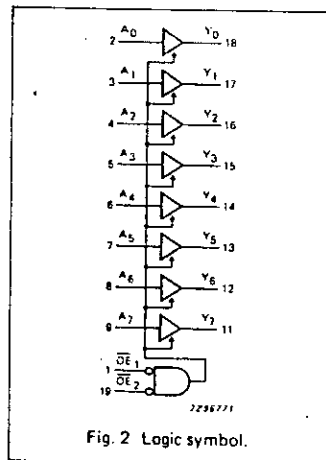 A0 Y0
2 18
A1 Y1
3 17
A2 Y2
4 16
A3 Y3
5 15
A4 Y4
6 14
A5 Y5
7 13
A6 Y6
8 12
A7 Y7
9 11
OE1
1
OE2
19
7Z96771
Fig. 2 Logic symbol.